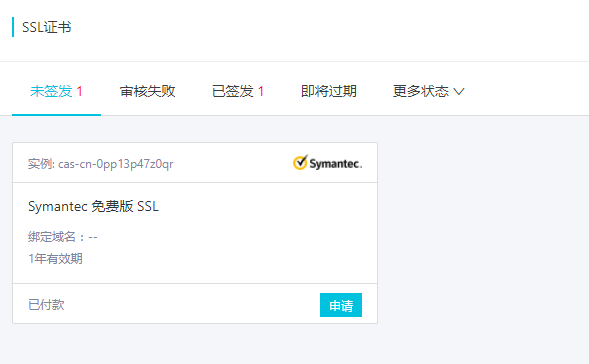 SSL证书
未签发 1 审核失败 已签发 1 即将过期 更多状态
实例: cas-cn-0pp13p47z0qr Symantec.
Symantec 免费版 SSL
绑定域名：--
1年有效期
已付款 申请